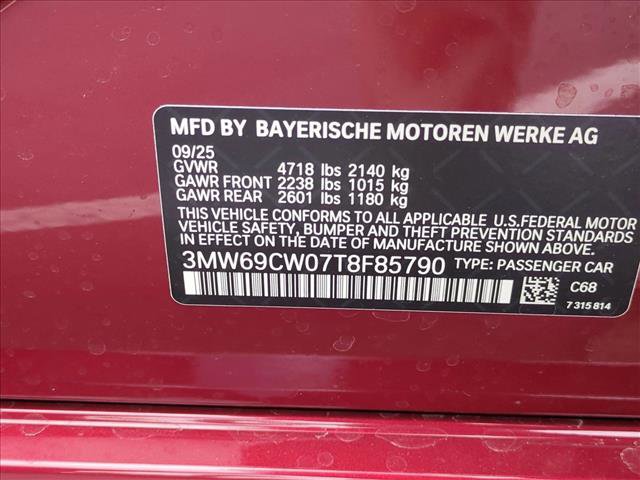 MFD BY BAYERISCHE MOTOREN WERKE AG
09/25
GVWR 4718 lbs 2140 kg
GAWR FRONT 2238 lbs 1015 kg
GAWR REAR 2601 lbs 1180 kg
THIS VEHICLE CONFORMS TO ALL APPLICABLE U.S.FEDERAL MOTOR
VEHICLE SAFETY, BUMPER AND THEFT PREVENTION STANDARDS
IN EFFECT ON THE DATE OF MANUFACTURE SHOWN ABOVE.
3MW69CW07T8F85790 TYPE: PASSENGER CAR
C68
7 315 814